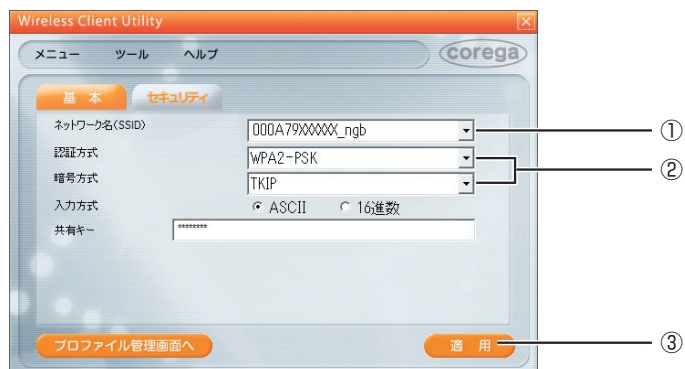 Wireless Client Utility
メニュー ツール ヘルプ corega
基 本 セキュリティ
ネットワーク名(SSID) 000A79XXXXX_ngb ①
認証方式 WPA2-PSK ②
暗号方式 TKIP
入力方式 ASCII 16進数
共有キー ********
プロファイル管理画面へ 適 用 ③